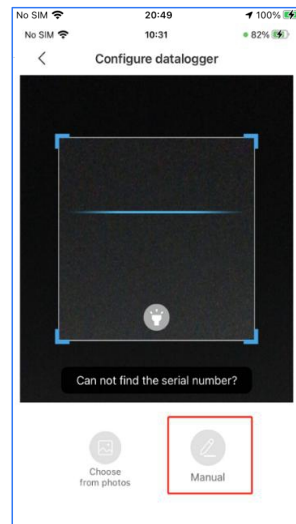 No SIM 20:49 100%
No SIM 10:31 82%
Configure datalogger
Can not find the serial number?
Choose
from photos
Manual